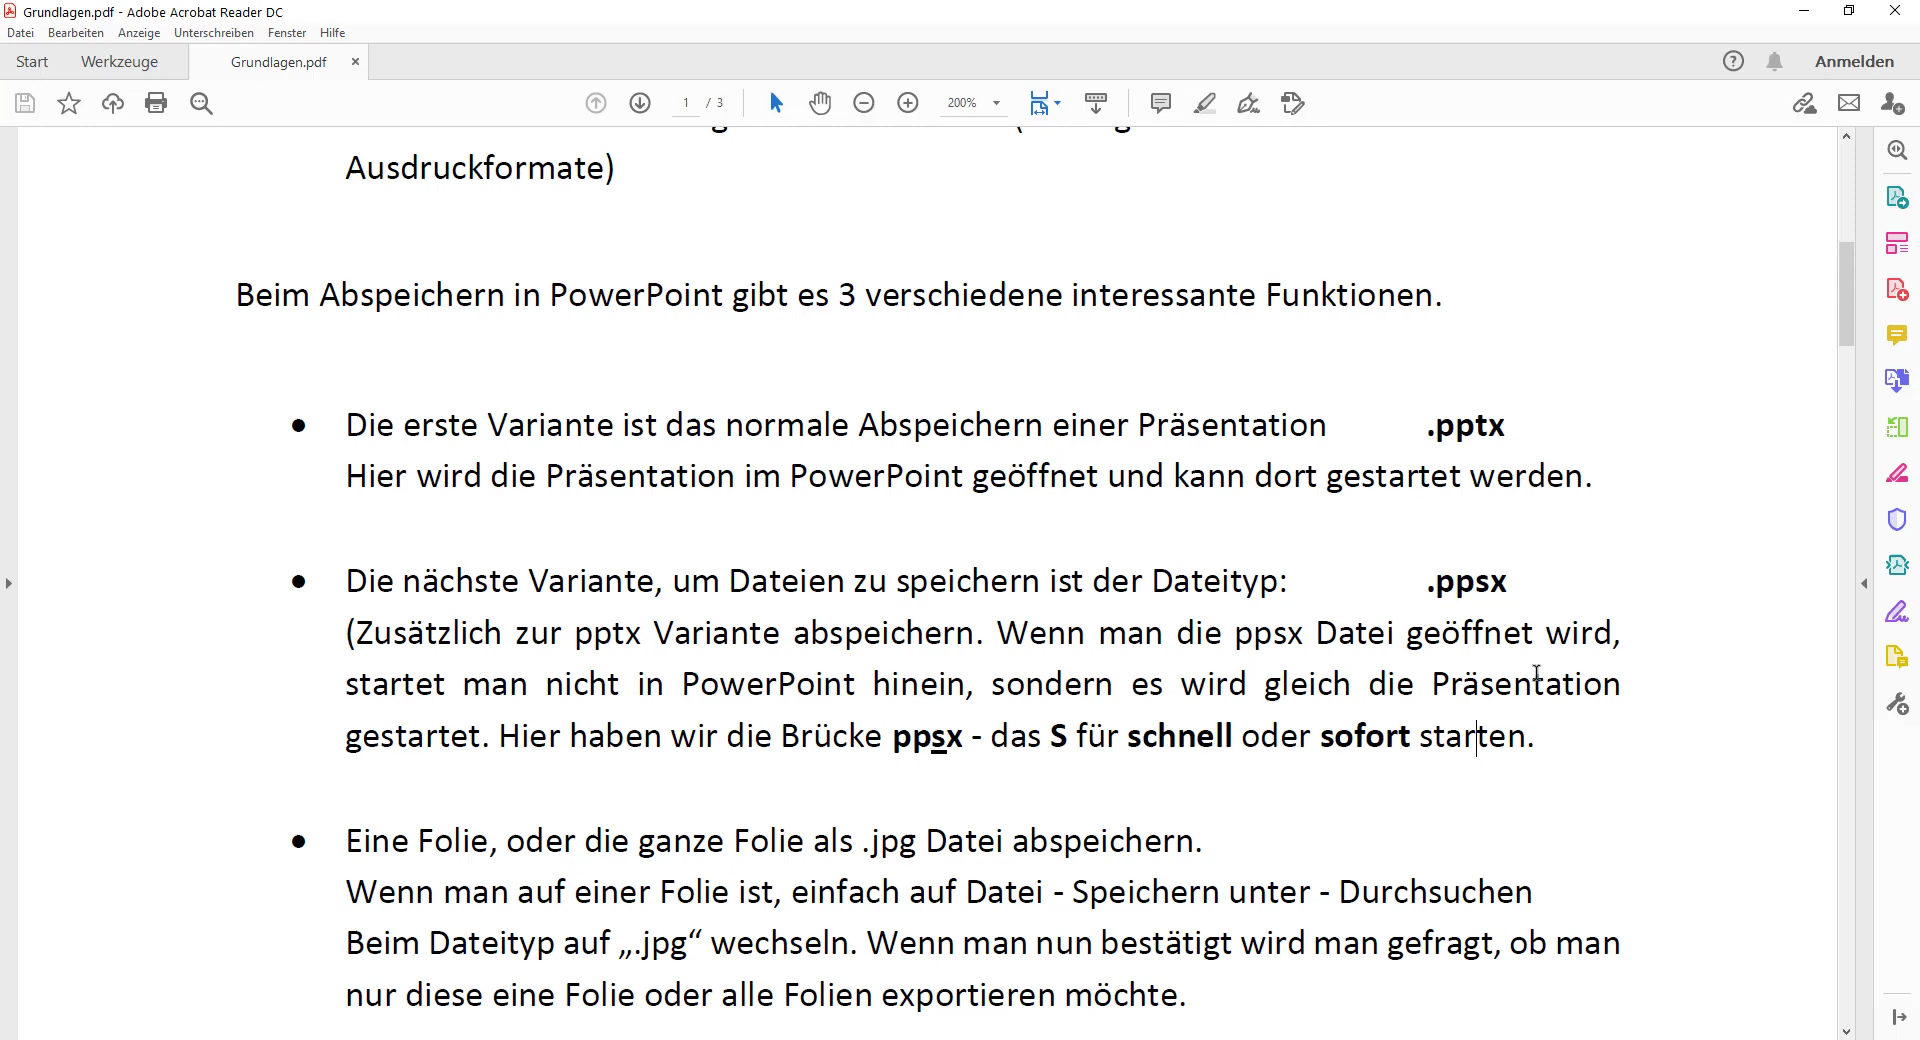 Grundlagen.pdf - Adobe Acrobat Reader DC
Datei Bearbeiten Anzeige Unterschreiben Fenster Hilfe
Start Werkzeuge Grundlagen.pdf Anmelden
1 / 3 200%
Ausdruckformate)
Beim Abspeichern in PowerPoint gibt es 3 verschiedene interessante Funktionen.
• Die erste Variante ist das normale Abspeichern einer Präsentation .pptx
Hier wird die Präsentation im PowerPoint geöffnet und kann dort gestartet werden.
• Die nächste Variante, um Dateien zu speichern ist der Dateityp: .ppsx
(Zusätzlich zur pptx Variante abspeichern. Wenn man die ppsx Datei geöffnet wird,
startet man nicht in PowerPoint hinein, sondern es wird gleich die Präsentation
gestartet. Hier haben wir die Brücke ppsx - das S für schnell oder sofort starten.
• Eine Folie, oder die ganze Folie als .jpg Datei abspeichern.
Wenn man auf einer Folie ist, einfach auf Datei - Speichern unter - Durchsuchen
Beim Dateityp auf „.jpg“ wechseln. Wenn man nun bestätigt wird man gefragt, ob man
nur diese eine Folie oder alle Folien exportieren möchte.